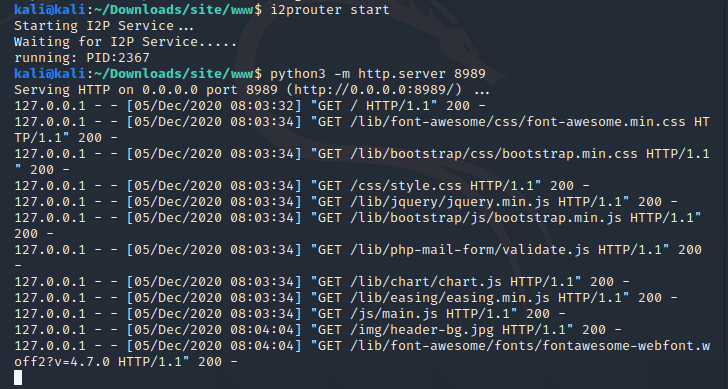 kali@kali:~/Downloads/site/www$ i2prouter start
Starting I2P Service...
Waiting for I2P Service.....
running: PID:2367
kali@kali:~/Downloads/site/www$ python3 -m http.server 8989
Serving HTTP on 0.0.0.0 port 8989 (http://0.0.0.0:8989/) ...
127.0.0.1 - - [05/Dec/2020 08:03:32] "GET / HTTP/1.1" 200 -
127.0.0.1 - - [05/Dec/2020 08:03:34] "GET /lib/font-awesome/css/font-awesome.min.css HT
TP/1.1" 200 -
127.0.0.1 - - [05/Dec/2020 08:03:34] "GET /lib/bootstrap/css/bootstrap.min.css HTTP/1.1
" 200 -
127.0.0.1 - - [05/Dec/2020 08:03:34] "GET /css/style.css HTTP/1.1" 200 -
127.0.0.1 - - [05/Dec/2020 08:03:34] "GET /lib/jquery/jquery.min.js HTTP/1.1" 200 -
127.0.0.1 - - [05/Dec/2020 08:03:34] "GET /lib/bootstrap/js/bootstrap.min.js HTTP/1.1"
200 -
127.0.0.1 - - [05/Dec/2020 08:03:34] "GET /lib/php-mail-form/validate.js HTTP/1.1" 200
-
127.0.0.1 - - [05/Dec/2020 08:03:34] "GET /lib/chart/chart.js HTTP/1.1" 200 -
127.0.0.1 - - [05/Dec/2020 08:03:34] "GET /lib/easing/easing.min.js HTTP/1.1" 200 -
127.0.0.1 - - [05/Dec/2020 08:03:34] "GET /js/main.js HTTP/1.1" 200 -
127.0.0.1 - - [05/Dec/2020 08:04:04] "GET /img/header-bg.jpg HTTP/1.1" 200 -
127.0.0.1 - - [05/Dec/2020 08:04:04] "GET /lib/font-awesome/fonts/fontawesome-webfont.w
off2?v=4.7.0 HTTP/1.1" 200 -